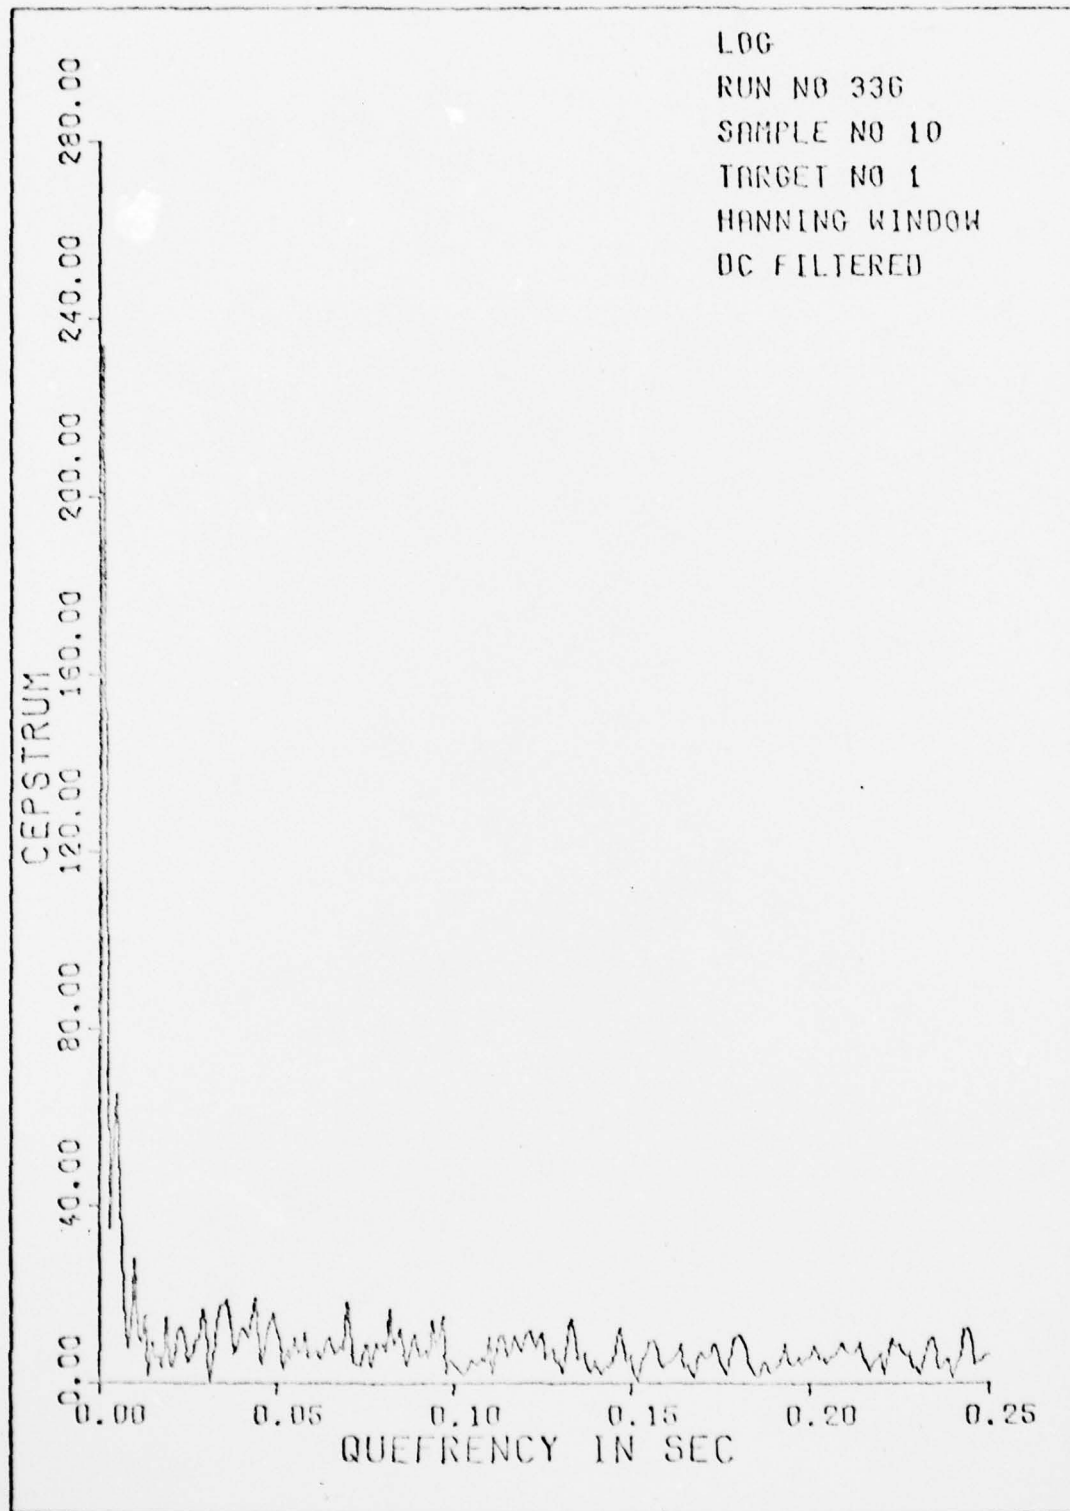 LOG
RUN NO 336
SAMPLE NO 10
TARGET NO 1
HANNING WINDOW
DC FILTERED
280.00
240.00
200.00
160.00
120.00
80.00
40.00
0.00
CEPSTRUM
0.00 0.05 0.10 0.15 0.20 0.25
QUEFRENCY IN SEC